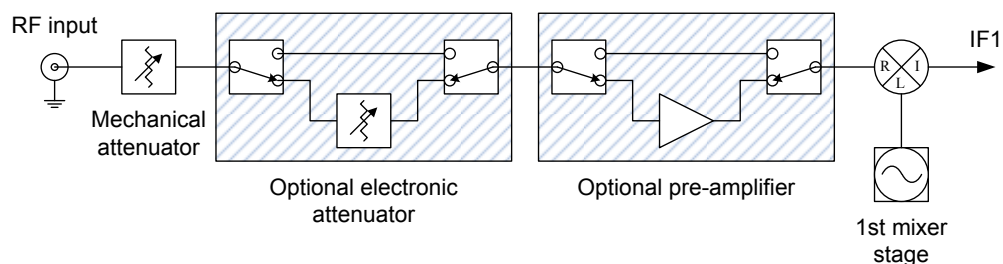 RF input
IF1
R
I
L
Mechanical
attenuator
Optional electronic
attenuator
Optional pre-amplifier
1st mixer
stage